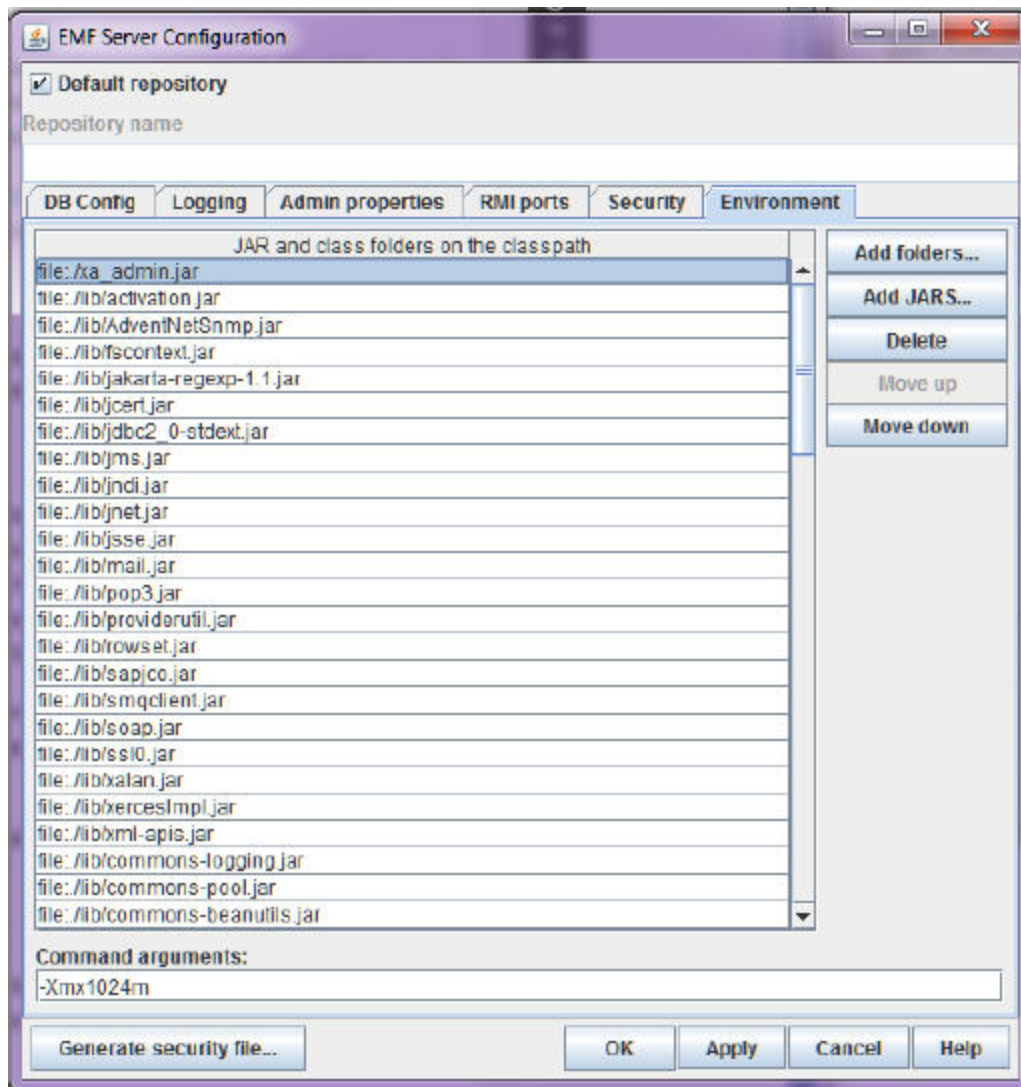 EMF Server Configuration
Default repository
Repository name
DB Config Logging Admin properties RMI ports Security Environment
JAR and class folders on the classpath
file:./xa_admin.jar
file:./lib/activation.jar
file:./lib/AdventNetSnmp.jar
file:./lib/fscontext.jar
file:./lib/jakarta-regexp-1.1.jar
file:./lib/jcert.jar
file:./lib/jdbc2_0-stdext.jar
file:./lib/jms.jar
file:./lib/jndi.jar
file:./lib/jnet.jar
file:./lib/jsse.jar
file:./lib/mail.jar
file:./lib/pop3.jar
file:./lib/providerutil.jar
file:./lib/rowset.jar
file:./lib/sapjco.jar
file:./lib/smqclient.jar
file:./lib/soap.jar
file:./lib/ssl0.jar
file:./lib/xalan.jar
file:./lib/xercesImpl.jar
file:./lib/xml-apis.jar
file:./lib/commons-logging.jar
file:./lib/commons-pool.jar
file:./lib/commons-beanutils.jar
Add folders...
Add JARS...
Delete
Move up
Move down
Command arguments:
-Xmx1024m
Generate security file... OK Apply Cancel Help